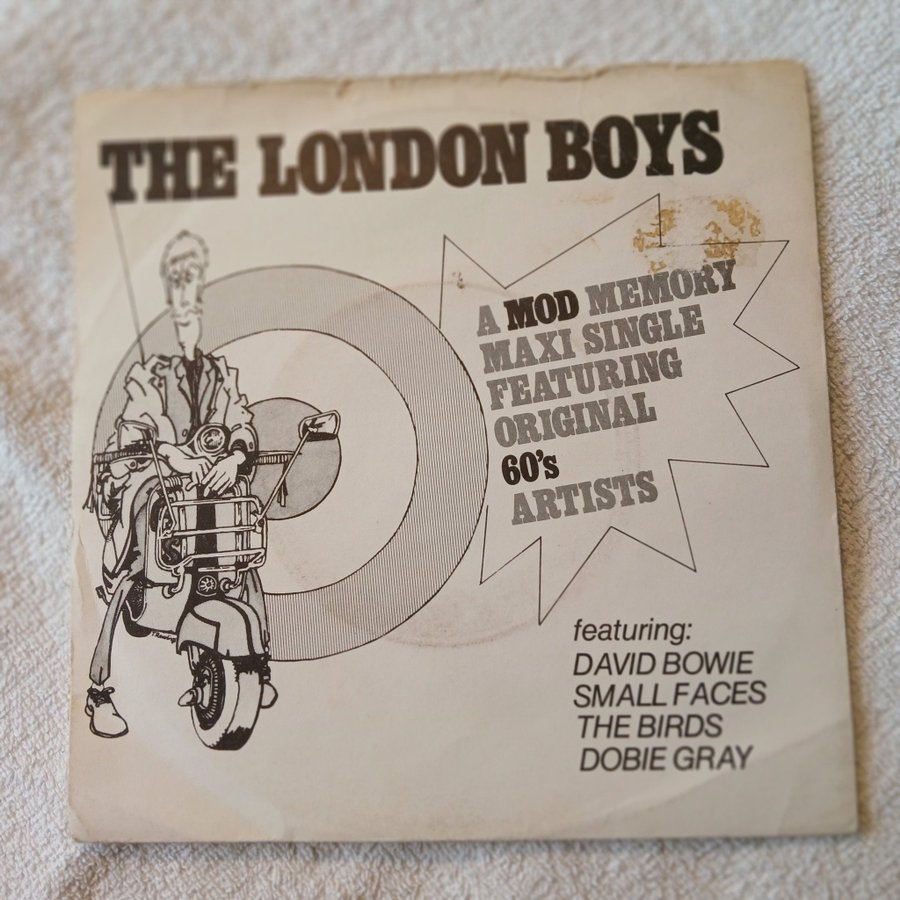 THE LONDON BOYS
A MOD MEMORY
MAXI SINGLE
FEATURING
ORIGINAL
60's
ARTISTS
featuring:
DAVID BOWIE
SMALL FACES
THE BIRDS
DOBIE GRAY